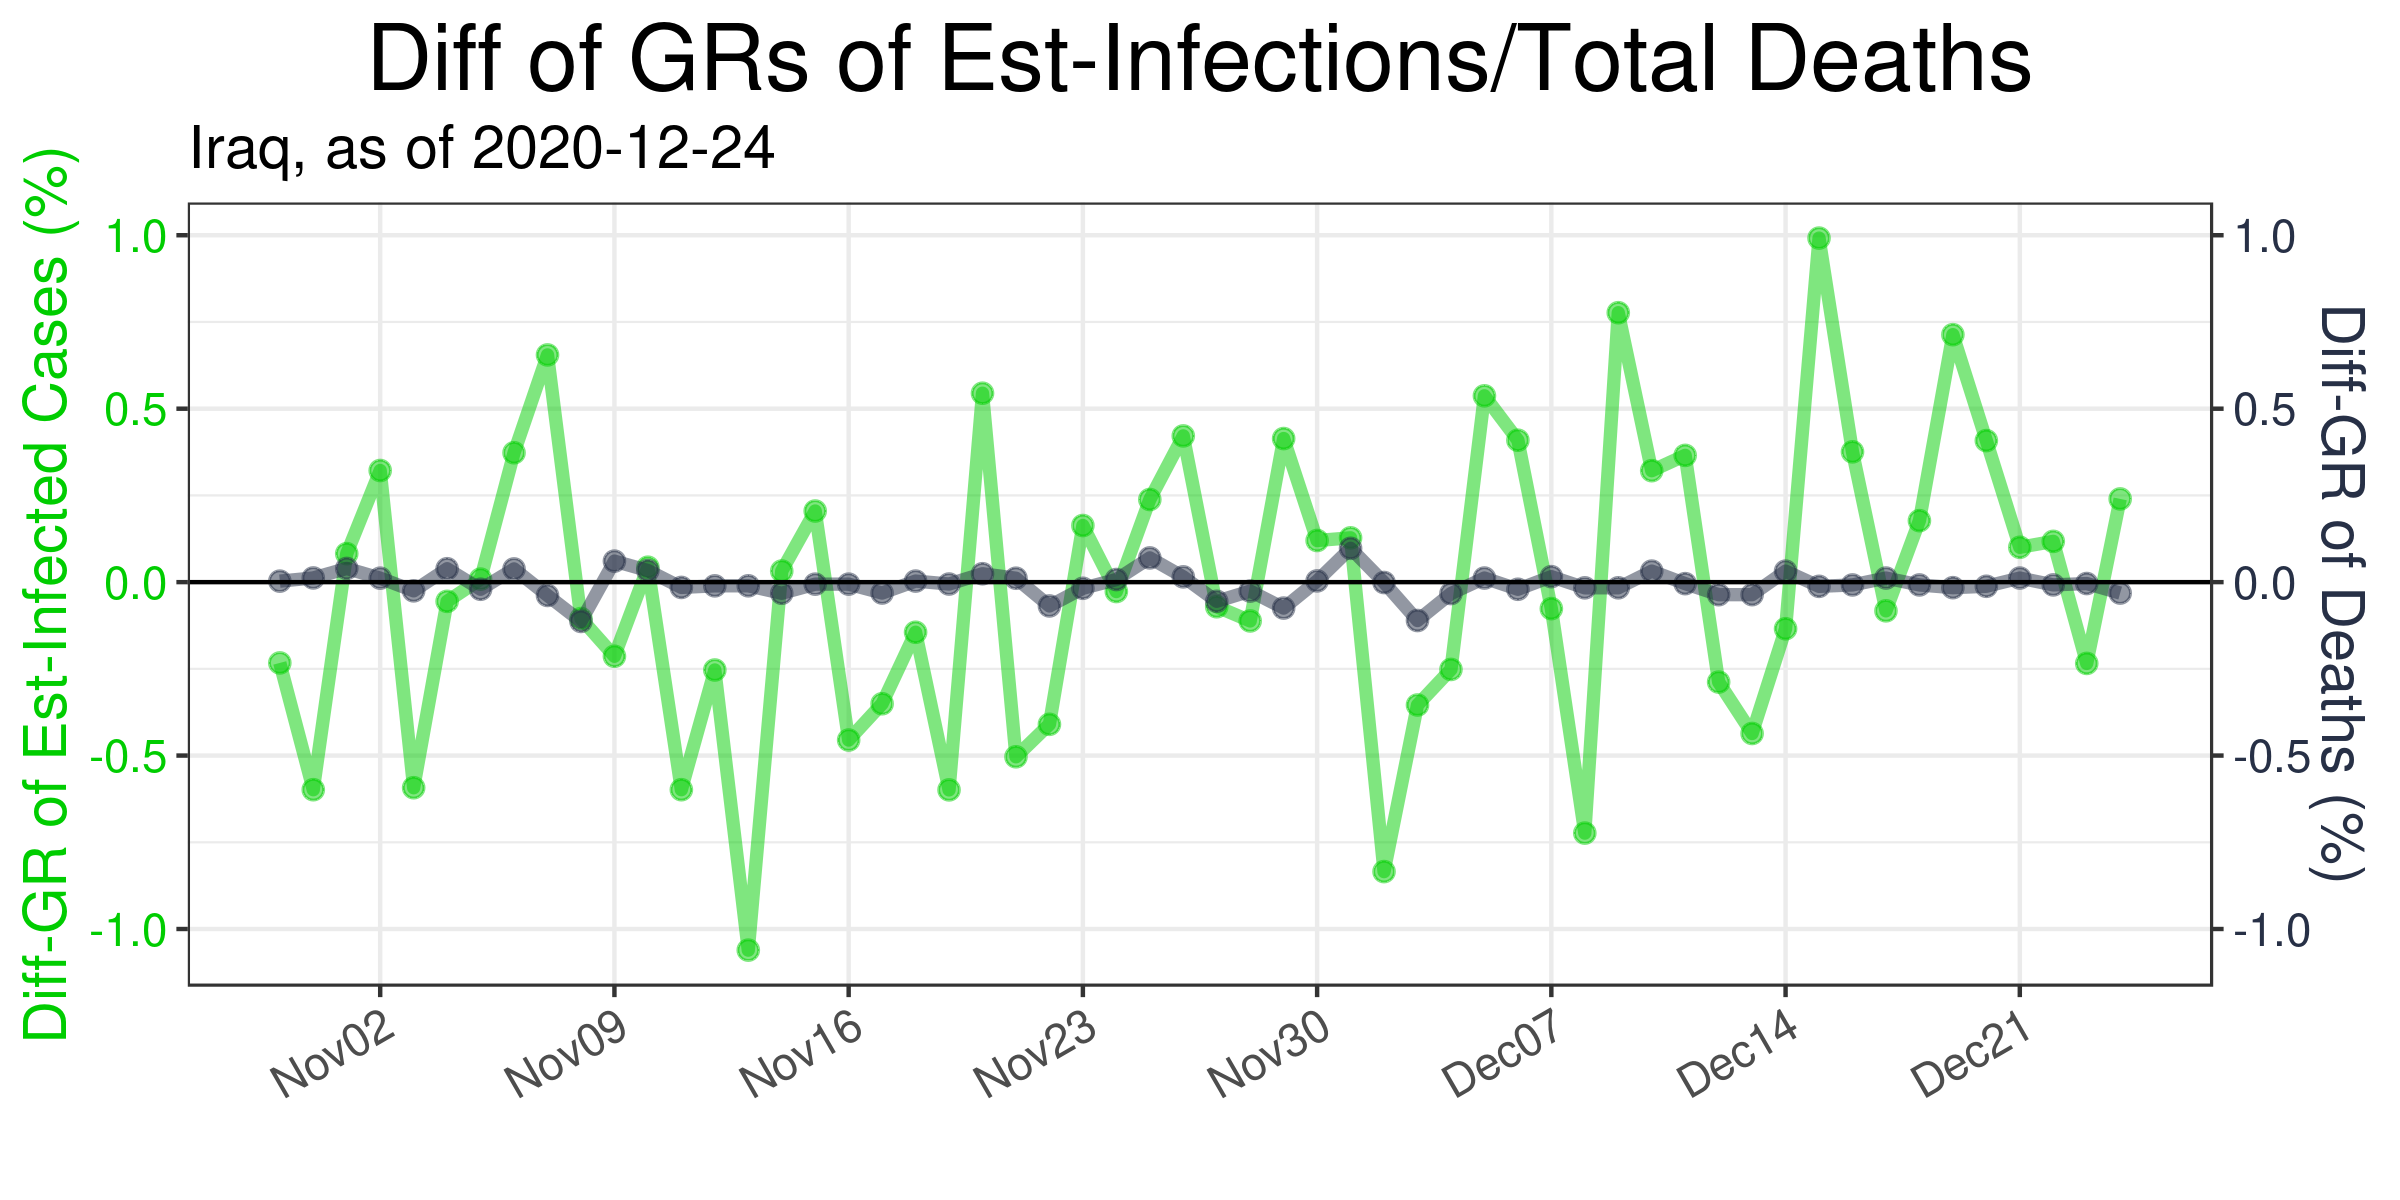 Diff of GRs of Est-Infections/Total Deaths
Iraq, as of 2020-12-24
Diff-GR of Est-Infected Cases (%)
1.0
0.5
0.0
-0.5
-1.0
1.0
0.5
0.0
-0.5
-1.0
Diff-GR of Deaths (%)
Nov02
Nov09
Nov16
Nov23
Nov30
Dec07
Dec14
Dec21